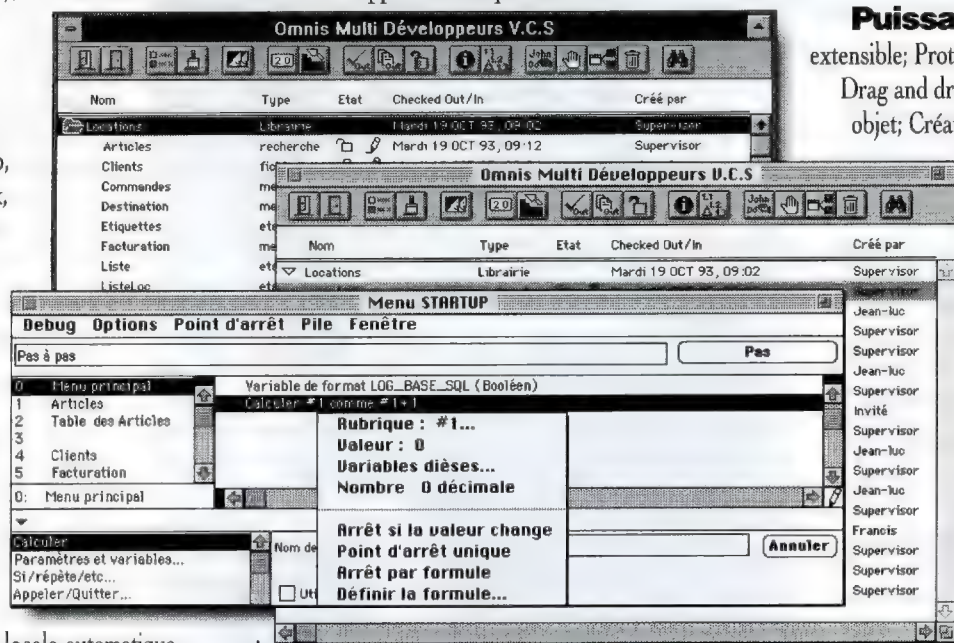 Puissa
extensible; Prot
Drag and dr
objet; Créa
Omnis Multi Développeurs V.C.S
Nom Type Etat Checked Out/In Créé par
Locations Librairie Mardi 19 OCT 93, 09:02 Supervisor
Articles recherche Mardi 19 OCT 93, 09:12 Supervisor
Clients
Commandes
Destination
Etiquettes
Facturation
Liste
ListeLoc
Omnis Multi Développeurs V.C.S
Nom Type Etat Checked Out/In Créé par
Locations Librairie Mardi 19 OCT 93, 09:02 Supervisor
Supervisor
Jean-luc
Supervisor
Supervisor
Jean-luc
Supervisor
Invité
Supervisor
Jean-luc
Supervisor
Jean-luc
Supervisor
Francis
Supervisor
Supervisor
Supervisor
Menu STARTUP
Debug Options Point d'arrêt Pile Fenêtre
Pas à pas Pas
0 Menu principal
1 Articles
2 Table des Articles
3
4 Clients
5 Facturation
0: Menu principal
Variable de format LOG_BASE_SQL (Booléen)
Calculer #1 comme #1+1
Rubrique : #1...
Valeur : 0
Variables dièses...
Nombre 0 décimale
Arrêt si la valeur change
Point d'arrêt unique
Arrêt par formule
Définir la formule...
Calculer
Paramètres et variables...
Si/répète/etc...
Appeler/Quitter...
Nom de
Uti
Annuler
locale automatique